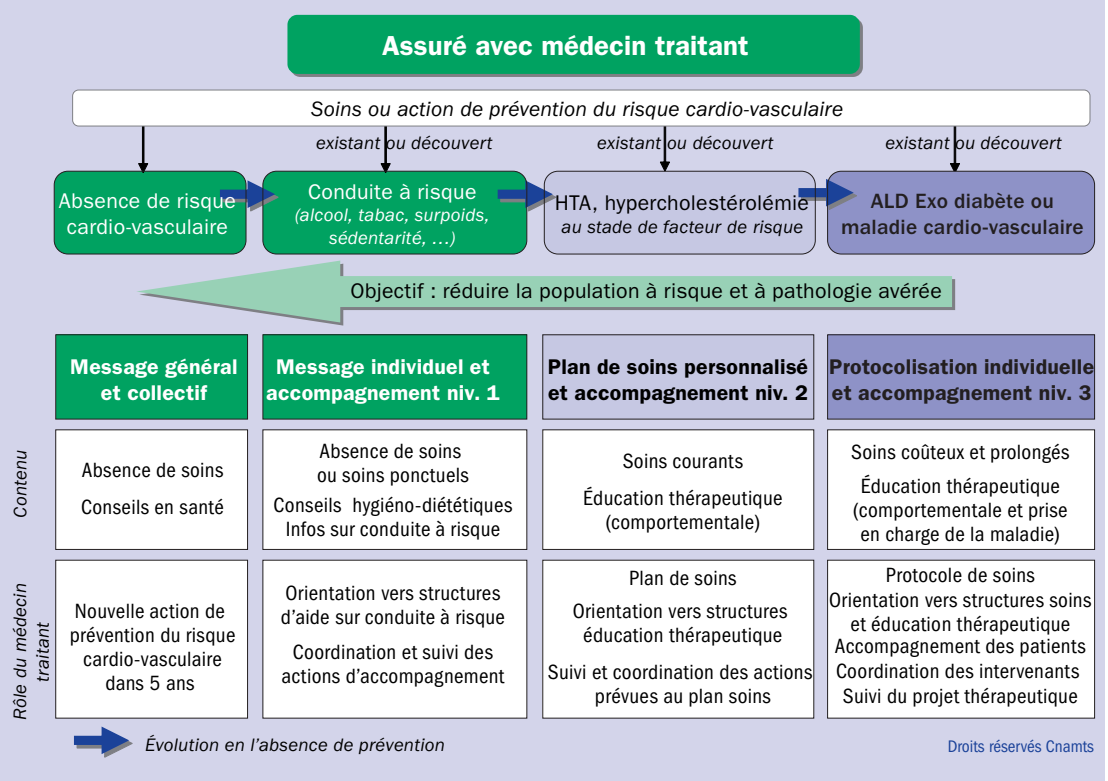 Assuré avec médecin traitant
Soins ou action de prévention du risque cardio-vasculaire
existant ou découvert
existant ou découvert
existant ou découvert
Absence de risque
cardio-vasculaire
Conduite à risque
(alcool, tabac, surpoids,
sédentarité, …)
HTA, hypercholestérolémie
au stade de facteur de risque
ALD Exo diabète ou
maladie cardio-vasculaire
Objectif : réduire la population à risque et à pathologie avérée
Message général
et collectif
Message individuel et
accompagnement niv. 1
Plan de soins personnalisé
et accompagnement niv. 2
Protocolisation individuelle
et accompagnement niv. 3
Contenu
Absence de soins
Conseils en santé
Absence de soins
ou soins ponctuels
Conseils hygiéno-diététiques
Infos sur conduite à risque
Soins courants
Éducation thérapeutique
(comportementale)
Soins coûteux et prolongés
Éducation thérapeutique
(comportementale et prise
en charge de la maladie)
Rôle du médecin
traitant
Nouvelle action de
prévention du risque
cardio-vasculaire
dans 5 ans
Orientation vers structures
d'aide sur conduite à risque
Coordination et suivi des
actions d'accompagnement
Plan de soins
Orientation vers structures
éducation thérapeutique
Suivi et coordination des actions
prévues au plan soins
Protocole de soins
Orientation vers structures soins
et éducation thérapeutique
Accompagnement des patients
Coordination des intervenants
Suivi du projet thérapeutique
Évolution en l'absence de prévention
Droits réservés Cnamts